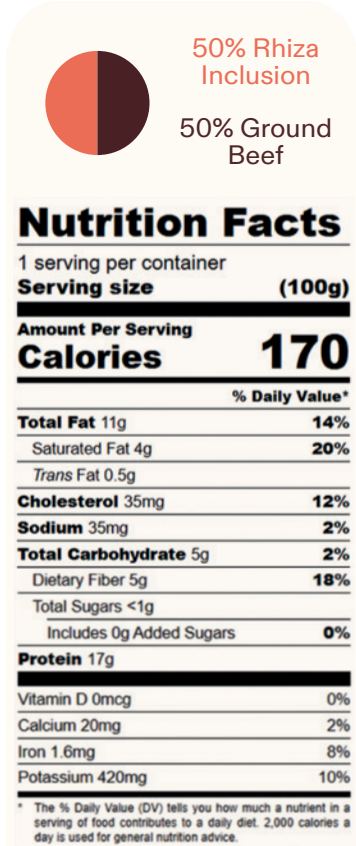 50% Rhiza
Inclusion
50% Ground
Beef
Nutrition Facts
1 serving per container
Serving size (100g)
Amount Per Serving
Calories 170
% Daily Value*
Total Fat 11g 14%
Saturated Fat 4g 20%
Trans Fat 0.5g
Cholesterol 35mg 12%
Sodium 35mg 2%
Total Carbohydrate 5g 2%
Dietary Fiber 5g 18%
Total Sugars <1g
Includes 0g Added Sugars 0%
Protein 17g
Vitamin D 0mcg 0%
Calcium 20mg 2%
Iron 1.6mg 8%
Potassium 420mg 10%
* The % Daily Value (DV) tells you how much a nutrient in a
serving of food contributes to a daily diet. 2,000 calories a
day is used for general nutrition advice.